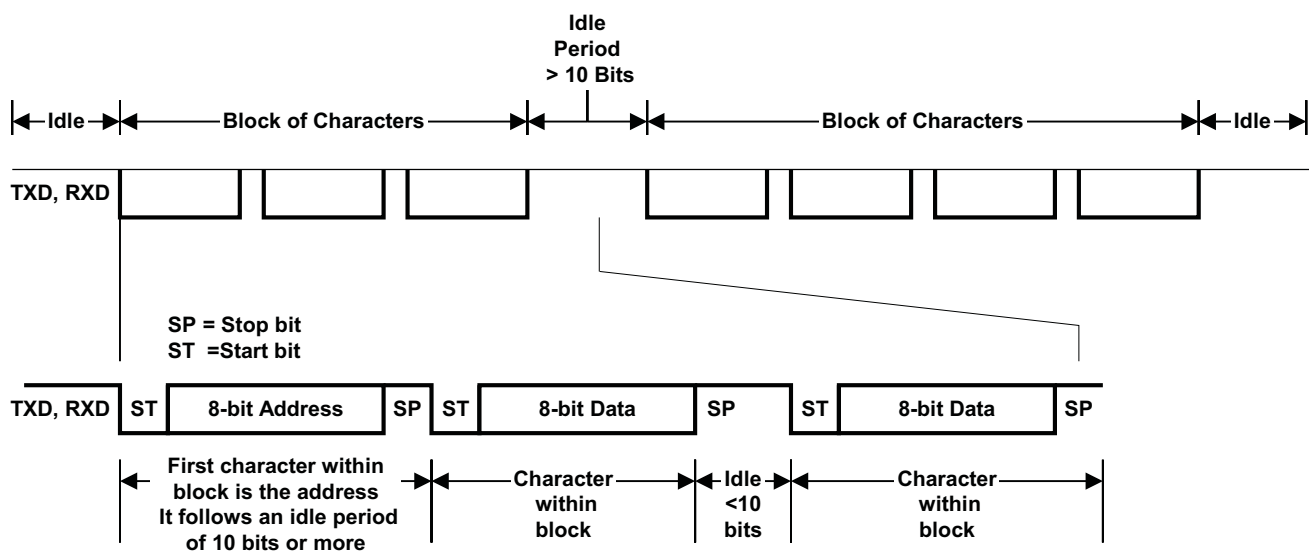 Idle
Period
> 10 Bits
Idle
Block of Characters
Block of Characters
Idle
TXD, RXD
SP = Stop bit
ST =Start bit
TXD, RXD
ST
8-bit Address
SP
ST
8-bit Data
SP
ST
8-bit Data
SP
First character within
block is the address
It follows an idle period
of 10 bits or more
Character
within
block
Idle
<10
bits
Character
within
block